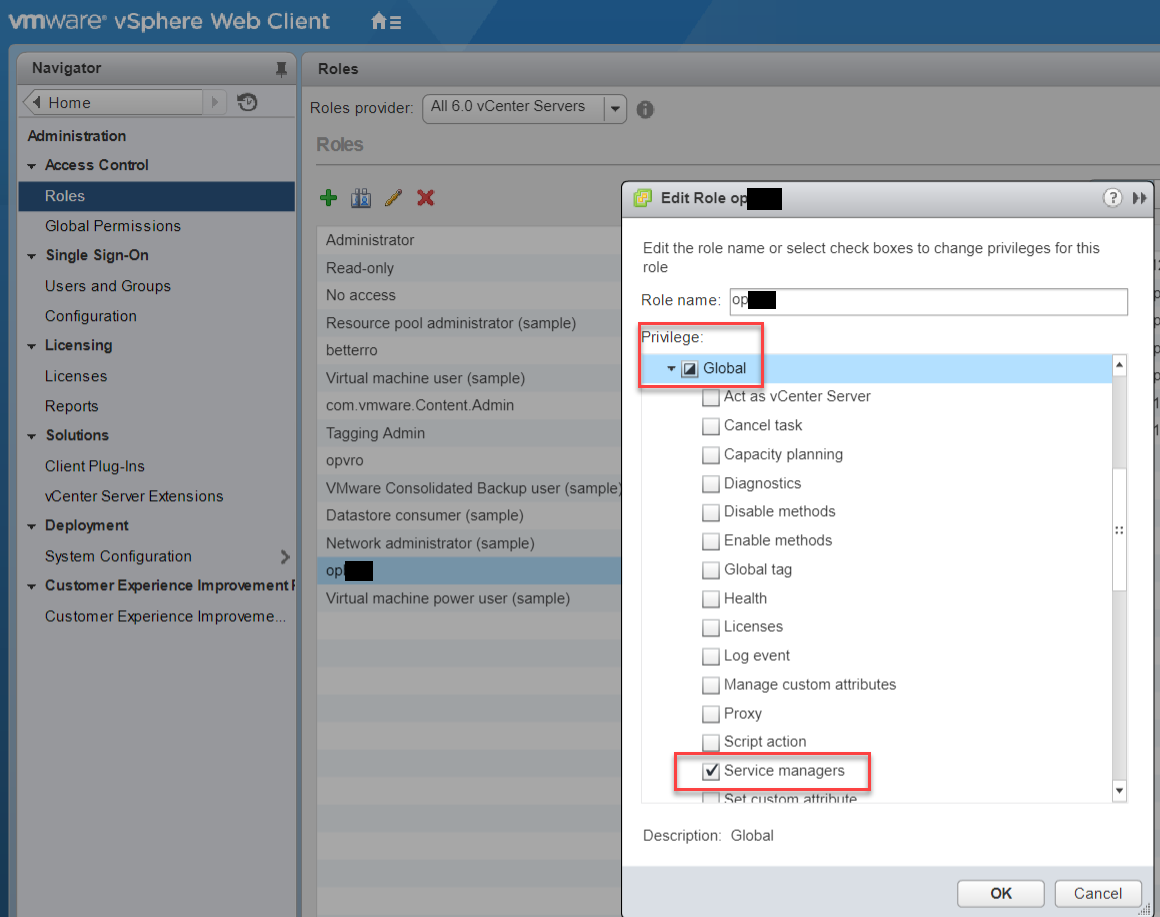 vmware® vSphere Web Client
Navigator
Home
Administration
Access Control
Roles
Global Permissions
Single Sign-On
Users and Groups
Configuration
Licensing
Licenses
Reports
Solutions
Client Plug-Ins
vCenter Server Extensions
Deployment
System Configuration
Customer Experience Improvement P
Customer Experience Improveme...
Roles
Roles provider: All 6.0 vCenter Servers
Roles
Administrator
Read-only
No access
Resource pool administrator (sample)
betterro
Virtual machine user (sample)
com.vmware.Content.Admin
Tagging Admin
opvro
VMware Consolidated Backup user (sample)
Datastore consumer (sample)
Network administrator (sample)
op
Virtual machine power user (sample)
Edit Role op
?
Edit the role name or select check boxes to change privileges for this
role
Role name: op
Privilege:
Global
Act as vCenter Server
Cancel task
Capacity planning
Diagnostics
Disable methods
Enable methods
Global tag
Health
Licenses
Log event
Manage custom attributes
Proxy
Script action
Service managers
Set custom attribute
Description: Global
OK
Cancel